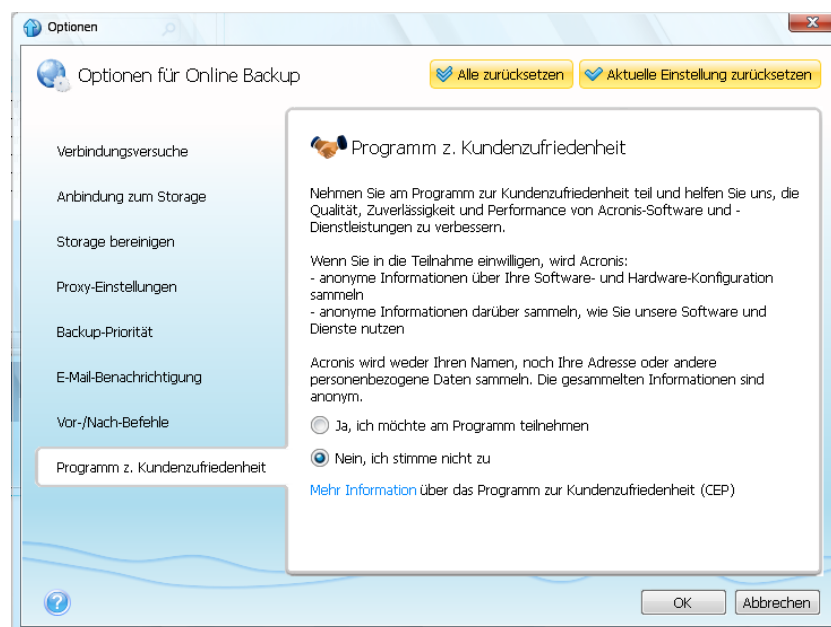 Optionen
Optionen für Online Backup
Alle zurücksetzen
Aktuelle Einstellung zurücksetzen
Verbindungsversuche
Anbindung zum Storage
Storage bereinigen
Proxy-Einstellungen
Backup-Priorität
E-Mail-Benachrichtigung
Vor-/Nach-Befehle
Programm z. Kundenzufriedenheit
Programm z. Kundenzufriedenheit
Nehmen Sie am Programm zur Kundenzufriedenheit teil und helfen Sie uns, die
Qualität, Zuverlässigkeit und Performance von Acronis-Software und -
Dienstleistungen zu verbessern.
Wenn Sie in die Teilnahme einwilligen, wird Acronis:
- anonyme Informationen über Ihre Software- und Hardware-Konfiguration
sammeln
- anonyme Informationen darüber sammeln, wie Sie unsere Software und
Dienste nutzen
Acronis wird weder Ihren Namen, noch Ihre Adresse oder andere
personenbezogene Daten sammeln. Die gesammelten Informationen sind
anonym.
Ja, ich möchte am Programm teilnehmen
Nein, ich stimme nicht zu
Mehr Information über das Programm zur Kundenzufriedenheit (CEP)
OK
Abbrechen